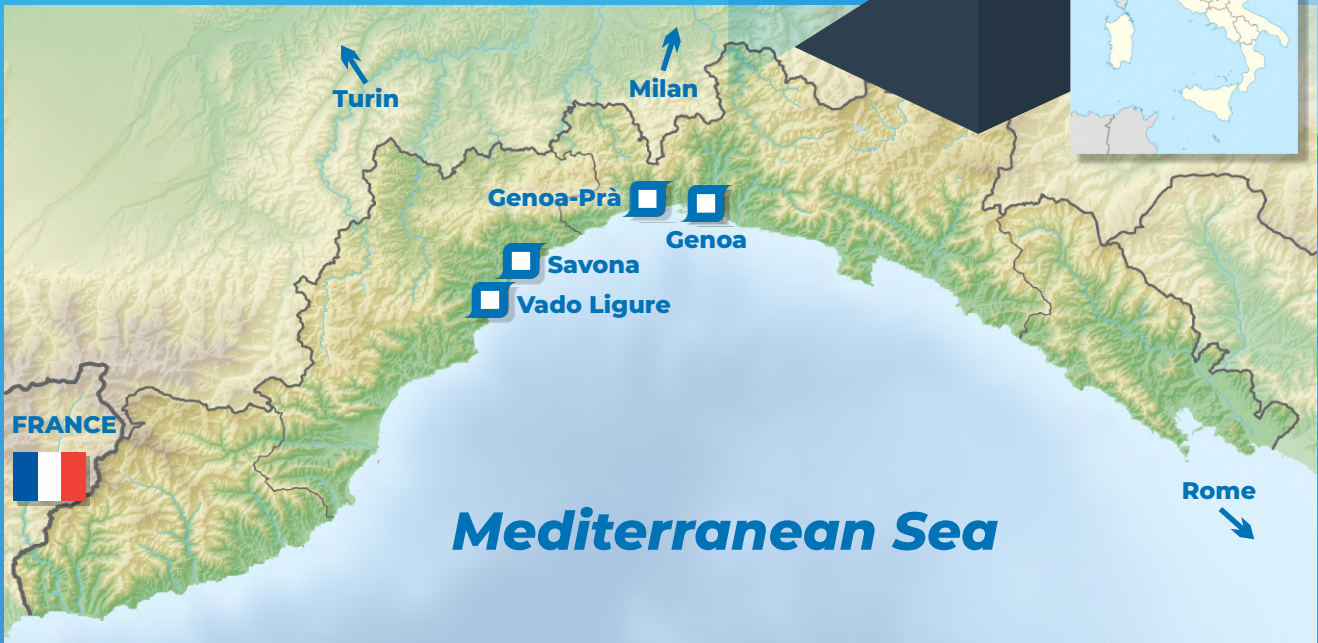 Milan
Turin
Genoa-Prà
Genoa
Savona
Vado Ligure
FRANCE
Rome
Mediterranean Sea